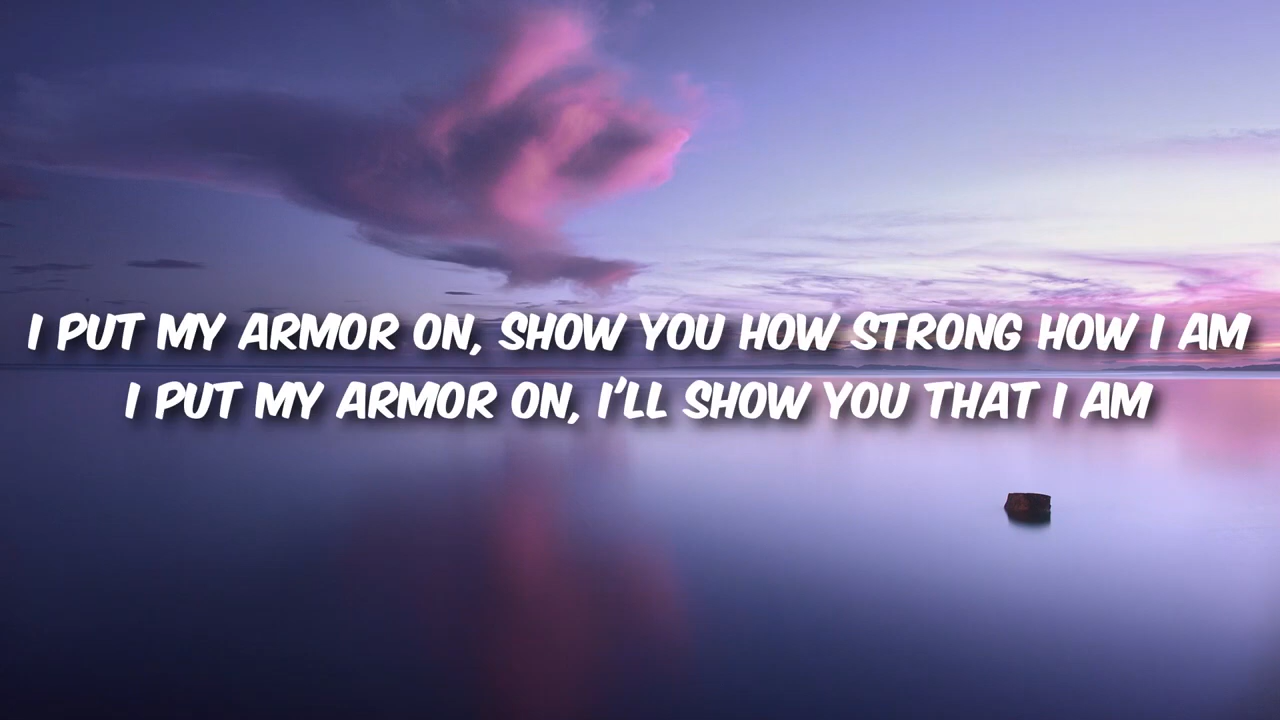 I PUT MY ARMOR ON, SHOW YOU HOW STRONG HOW I AM
I PUT MY ARMOR ON, I'LL SHOW YOU THAT I AM